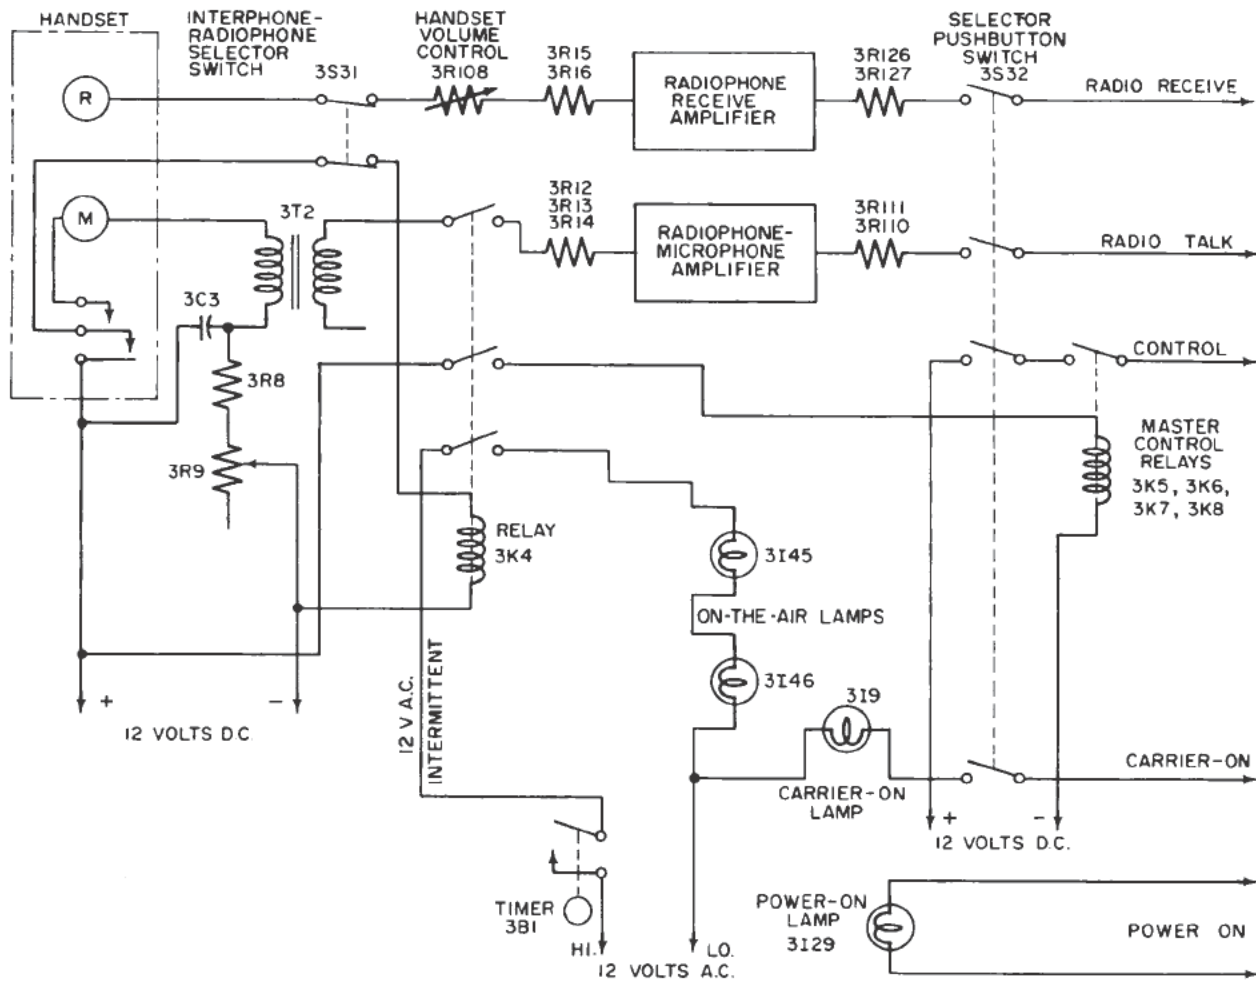 HANDSET
INTERPHONE-
RADIOPHONE
SELECTOR
SWITCH
3S31
HANDSET
VOLUME
CONTROL
3R108
3R15
3R16
RADIOPHONE
RECEIVE
AMPLIFIER
3R126
3R127
SELECTOR
PUSHBUTTON
SWITCH
3S32
RADIO RECEIVE
R
M
3T2
3R12
3R13
3R14
RADIOPHONE-
MICROPHONE
AMPLIFIER
3R111
3R110
RADIO TALK
3C3
3R8
3R9
CONTROL
MASTER
CONTROL
RELAYS
3K5, 3K6,
3K7, 3K8
RELAY
3K4
3I45
ON-THE-AIR LAMPS
3I46
+
-
12 VOLTS D.C.
12 V A.C.
INTERMITTENT
3I9
CARRIER-ON
LAMP
CARRIER-ON
+
-
12 VOLTS D.C.
TIMER
3B1
HI.
LO.
12 VOLTS A.C.
POWER-ON
LAMP
3I29
POWER ON